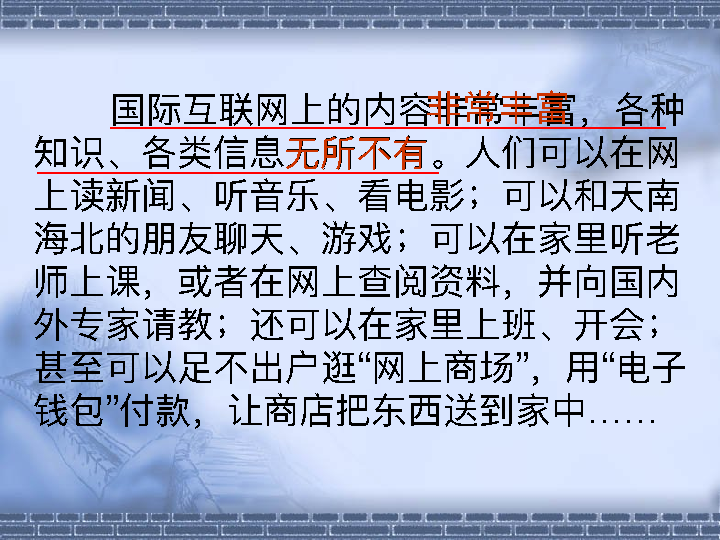 国际互联网上的内容非常丰富，各种
知识、各类信息无所不有。人们可以在网
上读新闻、听音乐、看电影；可以和天南
海北的朋友聊天、游戏；可以在家里听老
师上课，或者在网上查阅资料，并向国内
外专家请教；还可以在家里上班、开会；
甚至可以足不出户逛“网上商场”，用“电子
钱包”付款，让商店把东西送到家中……